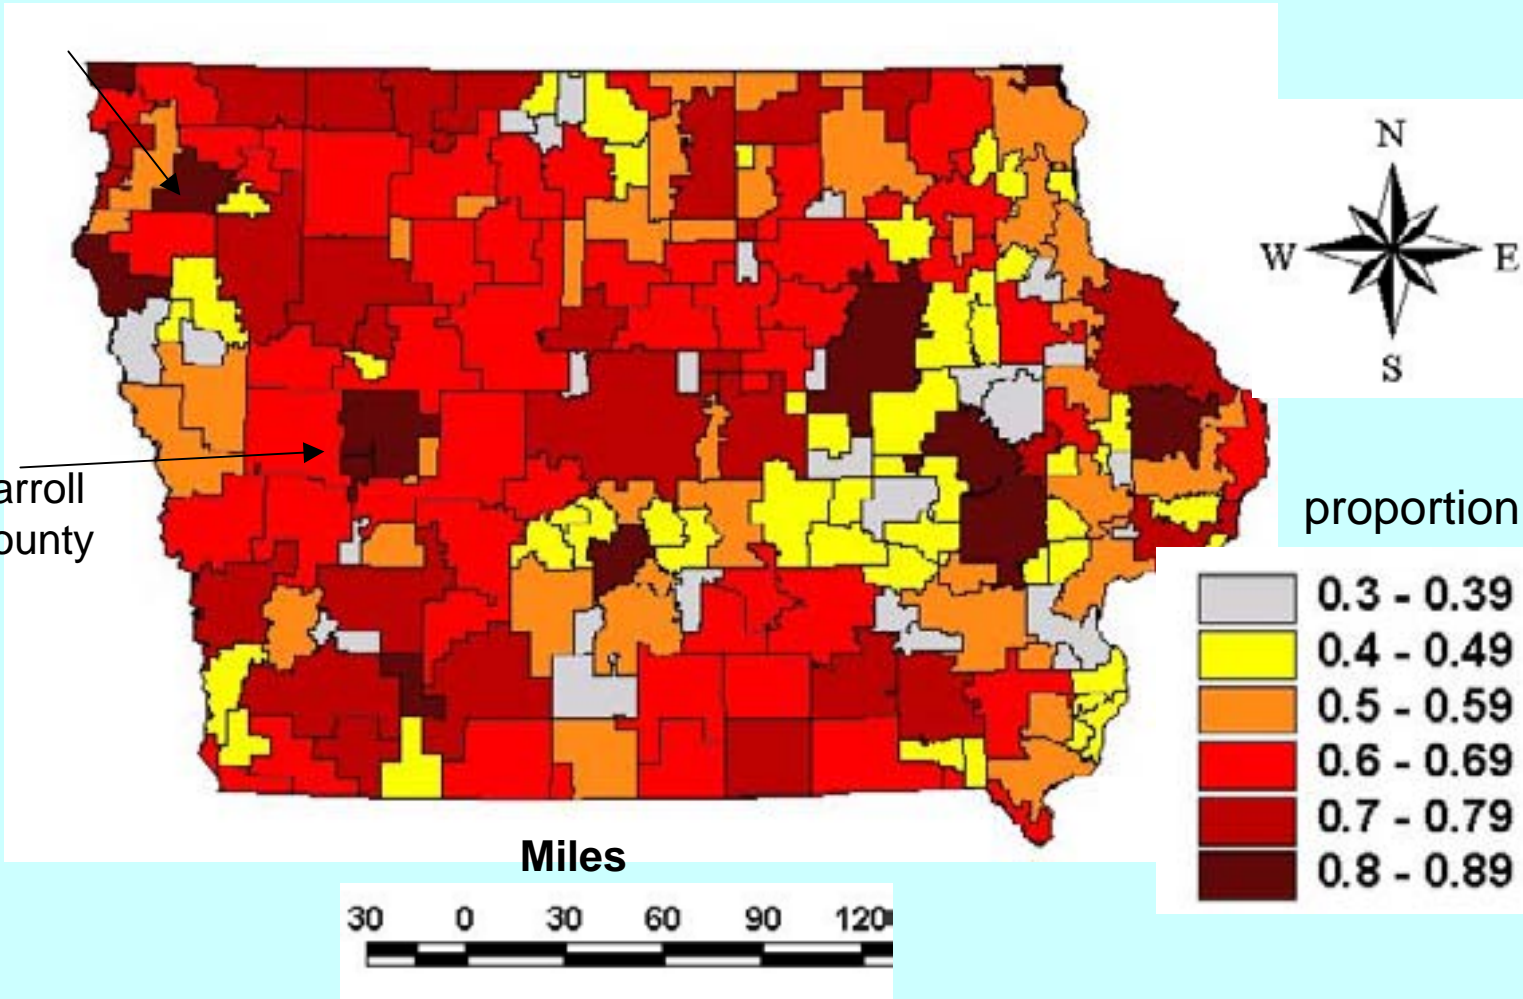 N
W E
S
arroll
ounty
proportion
0.3 - 0.39
0.4 - 0.49
0.5 - 0.59
0.6 - 0.69
0.7 - 0.79
0.8 - 0.89
Miles
30 0 30 60 90 120